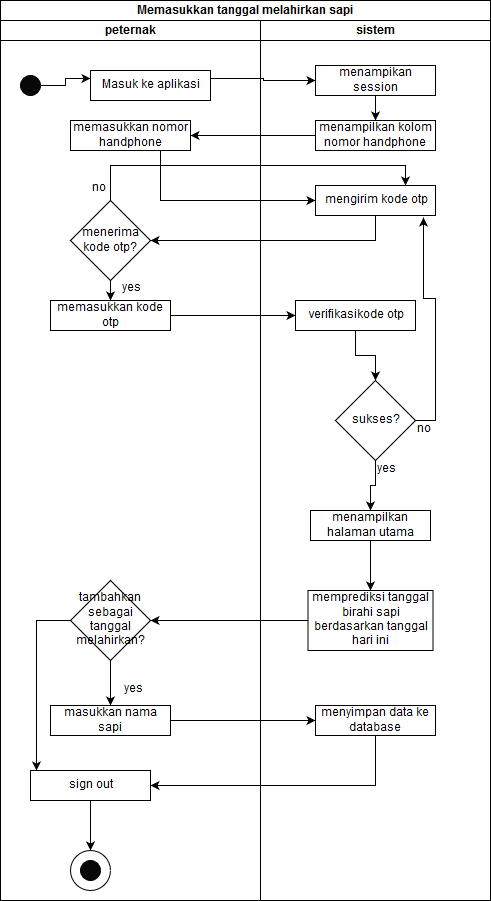 Memasukkan tanggal melahirkan sapi
peternak
sistem
Masuk ke aplikasi
menampikan
session
memasukkan nomor
handphone
menampilkan kolom
nomor handphone
no
mengirim kode otp
menerima
kode otp?
yes
memasukkan kode
otp
verifikasikode otp
sukses?
no
yes
menampilkan
halaman utama
memprediksi tanggal
birahi sapi
berdasarkan tanggal
hari ini
tambahkan
sebagai
tanggal
melahirkan?
yes
masukkan nama
sapi
menyimpan data ke
database
sign out